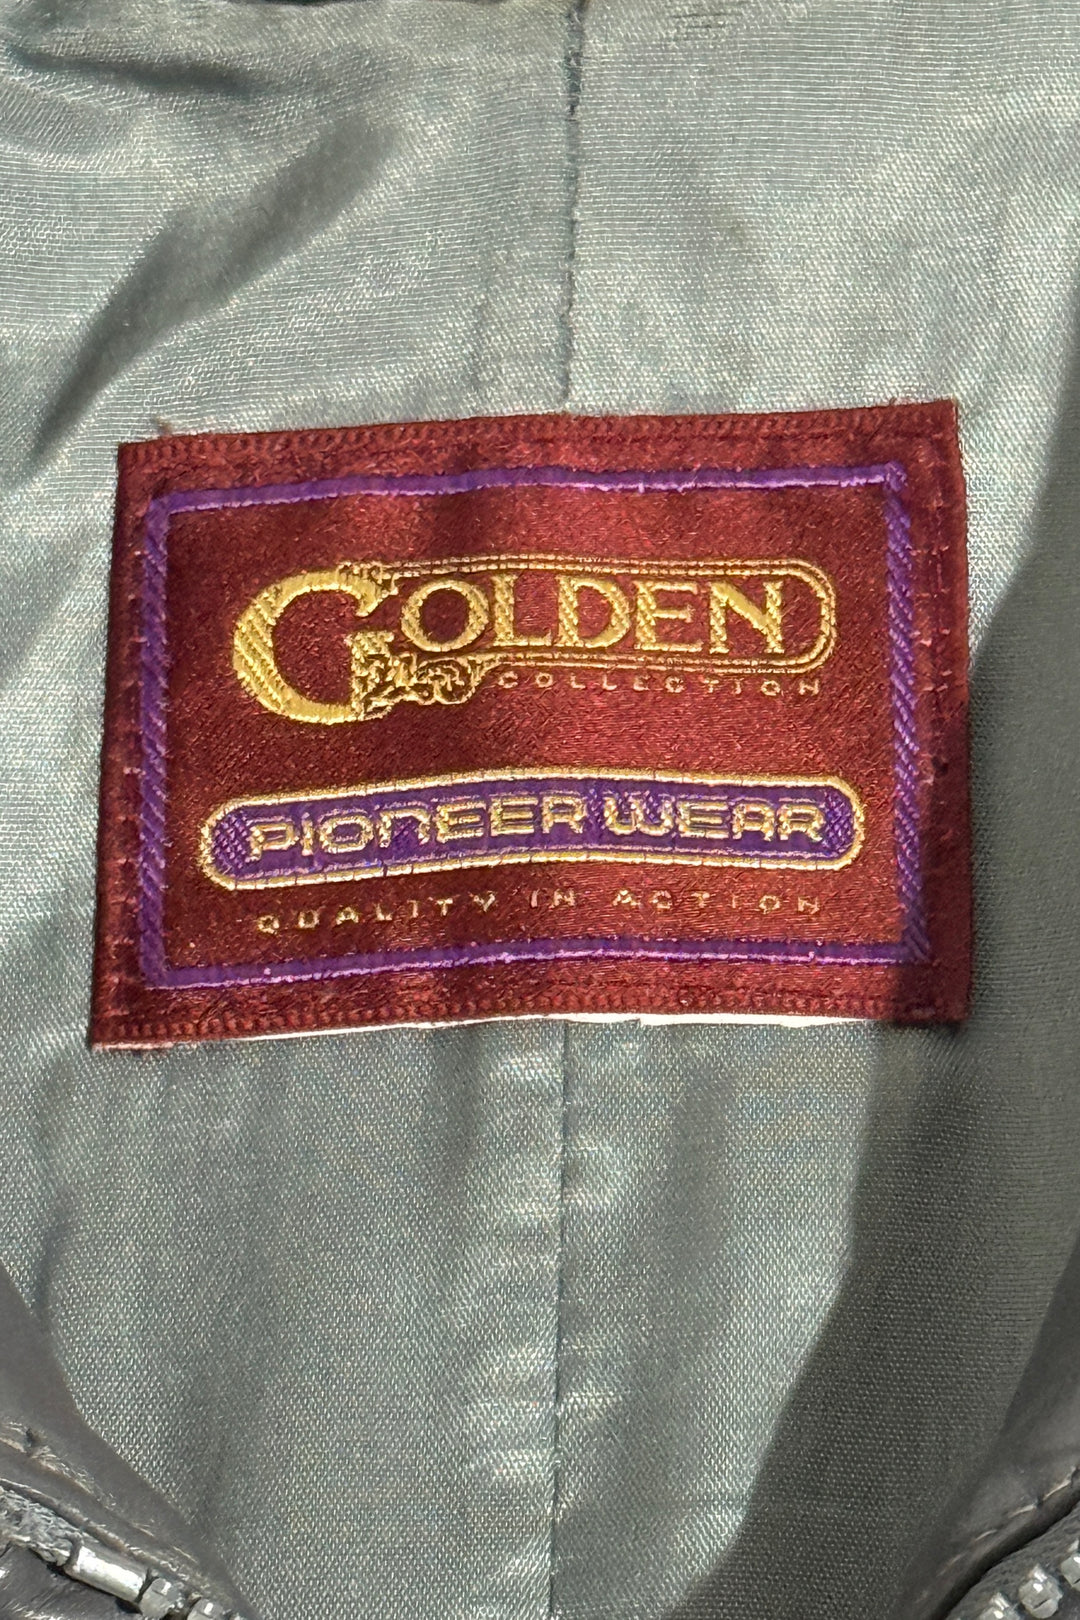 GOLDEN
COLLECTION
PIONEER WEAR
QUALITY IN ACTION